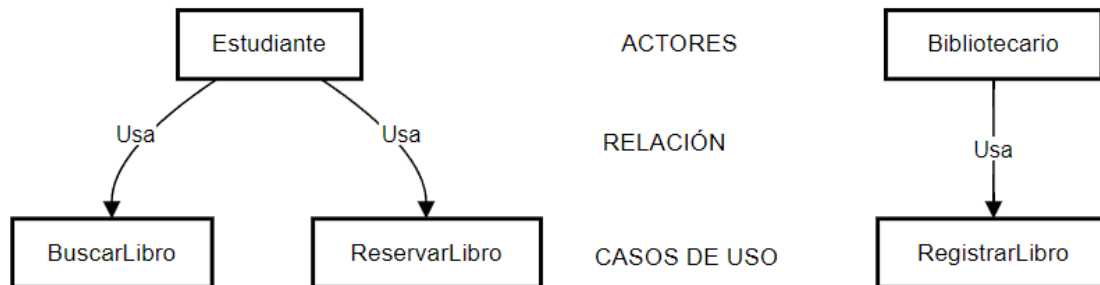 Estudiante
ACTORES
Bibliotecario
Usa
Usa
RELACIÓN
Usa
BuscarLibro
ReservarLibro
CASOS DE USO
RegistrarLibro